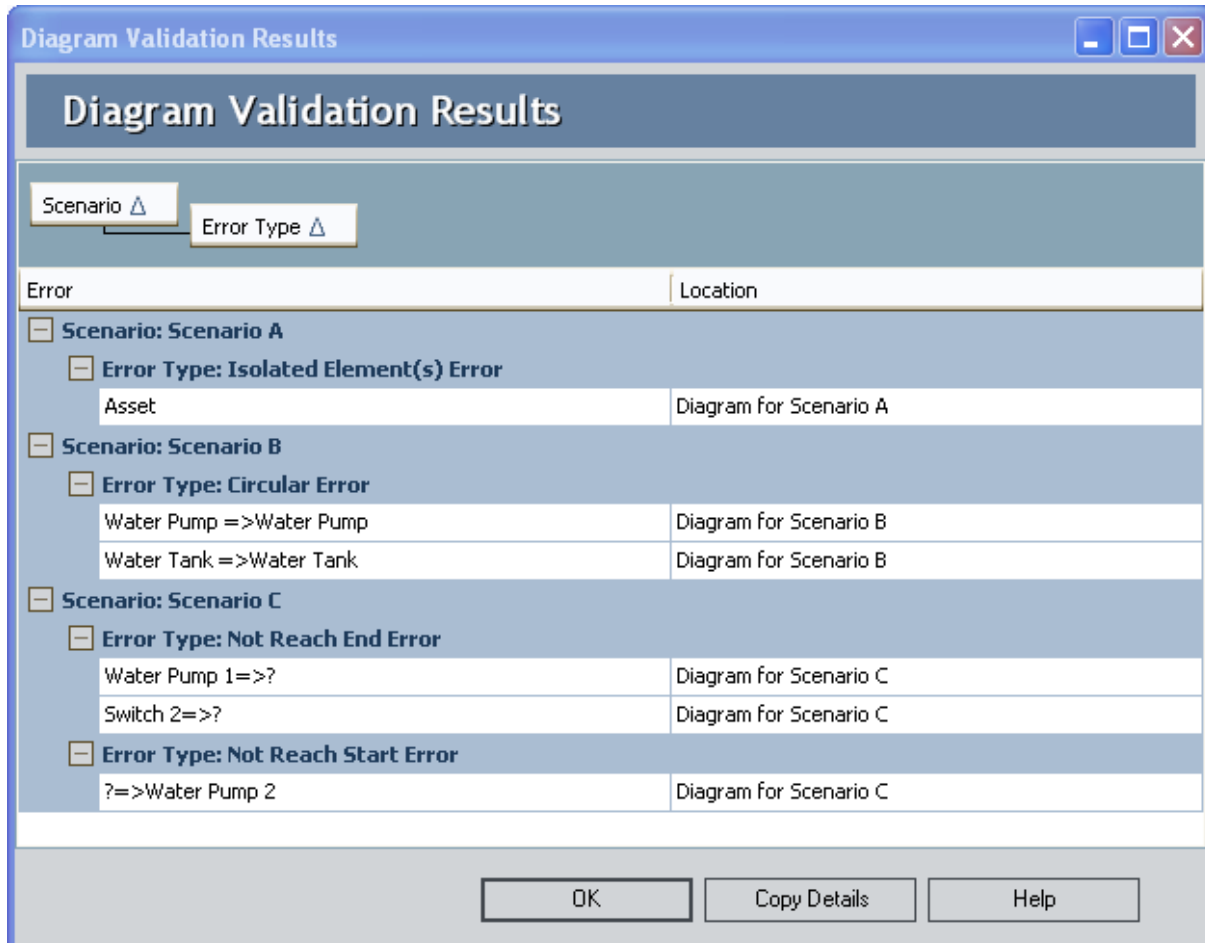 Diagram Validation Results
Diagram Validation Results
Scenario
Error Type
Error Location
Scenario: Scenario A
Error Type: Isolated Element(s) Error
Asset Diagram for Scenario A
Scenario: Scenario B
Error Type: Circular Error
Water Pump =>Water Pump Diagram for Scenario B
Water Tank =>Water Tank Diagram for Scenario B
Scenario: Scenario C
Error Type: Not Reach End Error
Water Pump 1=>? Diagram for Scenario C
Switch 2=>? Diagram for Scenario C
Error Type: Not Reach Start Error
?=>Water Pump 2 Diagram for Scenario C
OK Copy Details Help